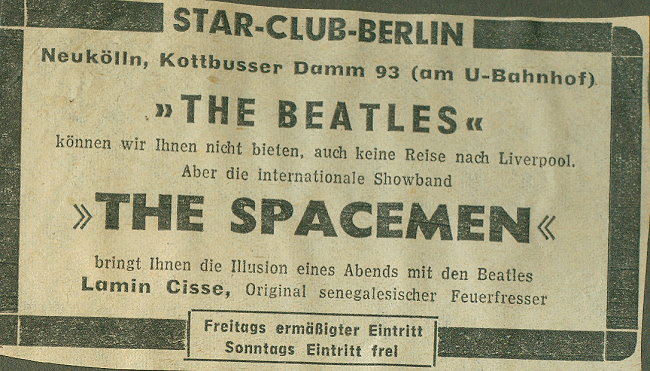 STAR-CLUB-BERLIN
Neukölln, Kottbusser Damm 93 (am U-Bahnhof)
»THE BEATLES«
können wir Ihnen nicht bieten, auch keine Reise nach Liverpool.
Aber die internationale Showband
»THE SPACEMEN«
bringt Ihnen die Illusion eines Abends mit den Beatles
Lamin Cisse, Original senegalesischer Feuerfresser
Freitags ermäßigter Eintritt
Sonntags Eintritt frei